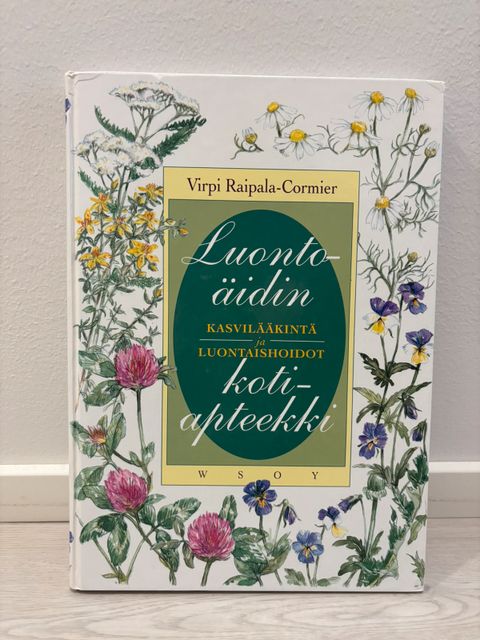 Virpi Raipala-Cormier
Luonto-
äidin
KASVILÄÄKINTÄ
ja
LUONTAISHOIDOT
koti-
apteekki
WSOY